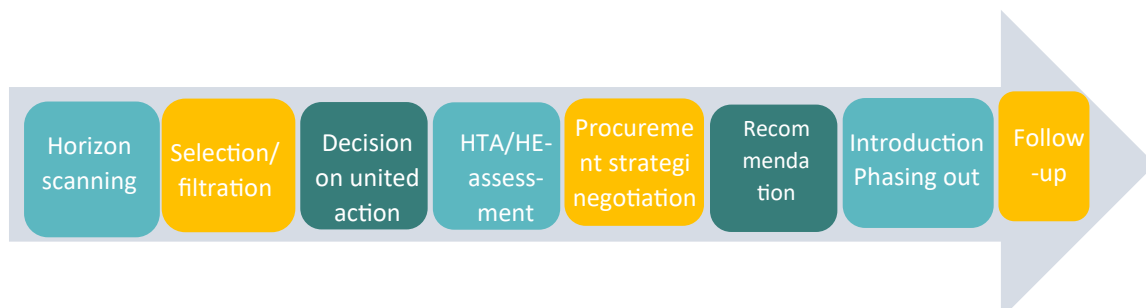 Horizon
scanning
Selection/
filtration
Decision
on united
action
HTA/HE-
assess-
ment
Procureme
nt strategi
negotiation
Recom
menda
tion
Introduction
Phasing out
Follow
-up